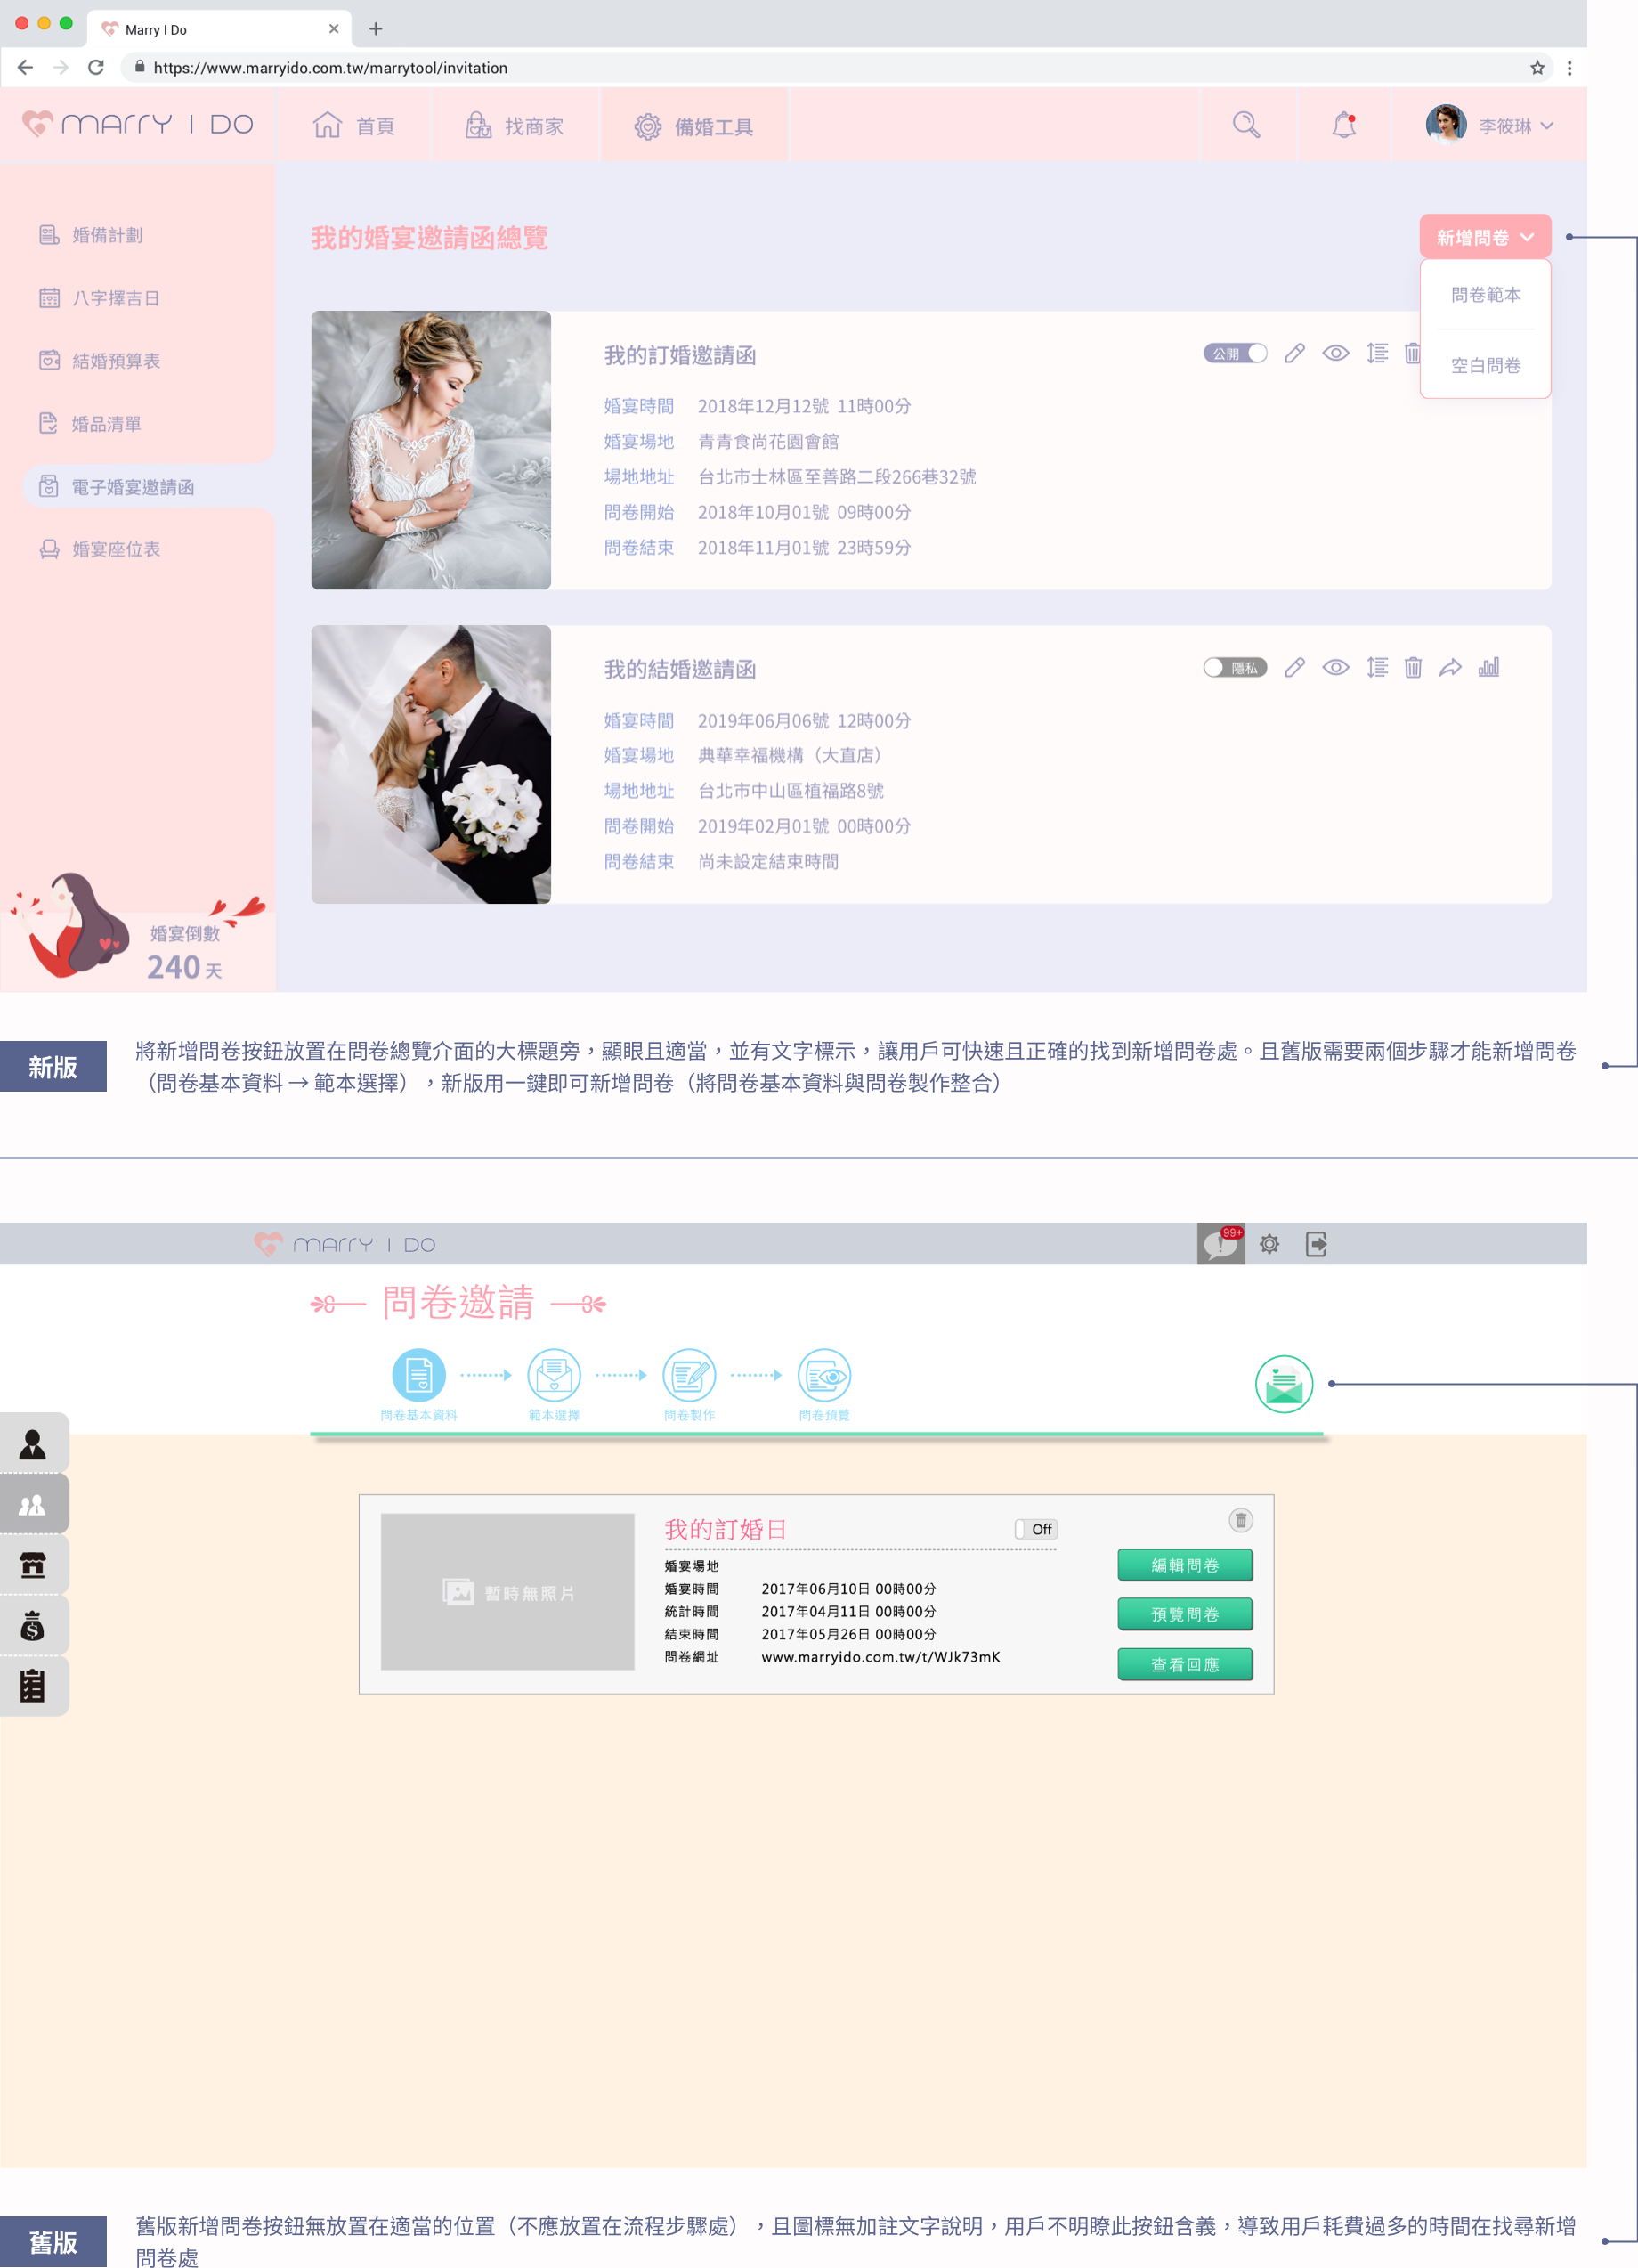 Marry I Do
https://www.marryido.com.tw/marrytool/invitation
MARRY I DO
首頁
找商家
備婚工具
李筱琳
婚備計劃
八字擇吉日
結婚預算表
婚品清單
電子婚宴邀請函
婚宴座位表
婚宴倒數
240 天
我的婚宴邀請函總覽
新增問卷
問卷範本
空白問卷
我的訂婚邀請函
公開
婚宴時間 2018年12月12號 11時00分
婚宴場地 青青食尚花園會館
場地地址 台北市士林區至善路二段266巷32號
問卷開始 2018年10月01號 09時00分
問卷結束 2018年11月01號 23時59分
我的結婚邀請函
隱私
婚宴時間 2019年06月06號 12時00分
婚宴場地 典華幸福機構（大直店）
場地地址 台北市中山區植福路8號
問卷開始 2019年02月01號 00時00分
問卷結束 尚未設定結束時間
新版
將新增問卷按鈕放置在問卷總覽介面的大標題旁，顯眼且適當，並有文字標示，讓用戶可快速且正確的找到新增問卷處。且舊版需要兩個步驟才能新增問卷
（問卷基本資料 → 範本選擇），新版用一鍵即可新增問卷（將問卷基本資料與問卷製作整合）
MARRY I DO
99+
問卷邀請
問卷基本資料
範本選擇
問卷製作
問卷預覽
暫時無照片
我的訂婚日
Off
婚宴場地
婚宴時間 2017年06月10日 00時00分
統計時間 2017年04月11日 00時00分
結束時間 2017年05月26日 00時00分
問卷網址 www.marryido.com.tw/t/WJk73mK
編輯問卷
預覽問卷
查看回應
舊版
舊版新增問卷按鈕無放置在適當的位置（不應放置在流程步驟處），且圖標無加註文字說明，用戶不明瞭此按鈕含義，導致用戶耗費過多的時間在找尋新增
問卷處